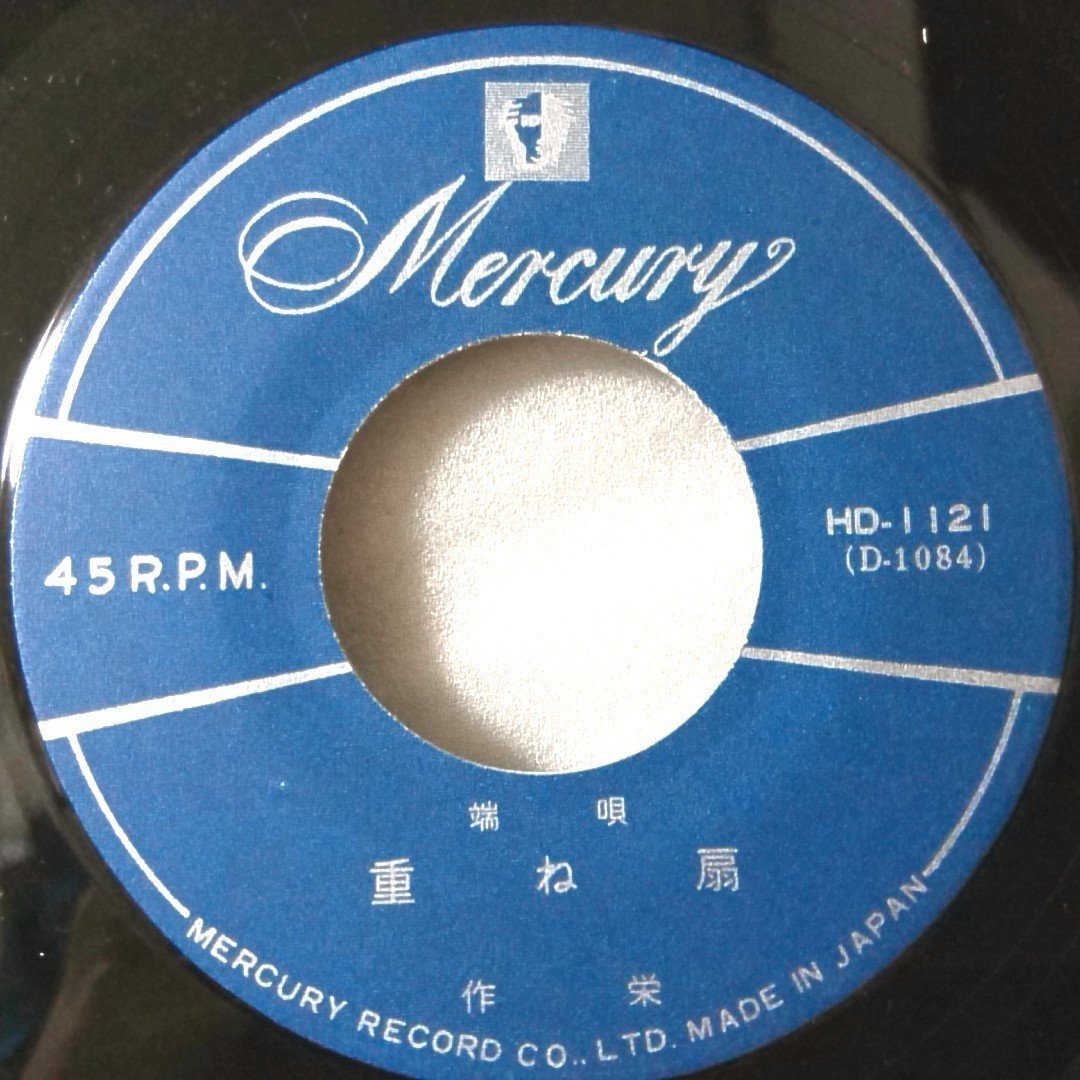 Mercury
45 R.P.M.
HD-1121
(D-1084)
端唄
重ね扇
作栄
MERCURY RECORD CO., LTD. MADE IN JAPAN